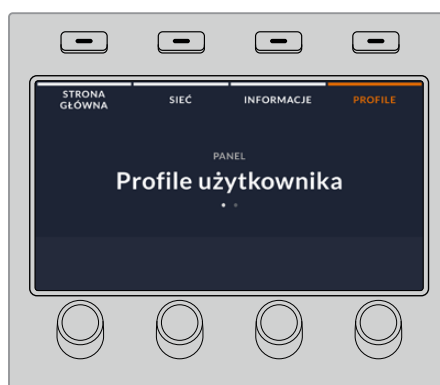 STRONA
GŁÓWNA
SIEĆ
INFORMACJE
PROFILE
PANEL
Profile użytkownika